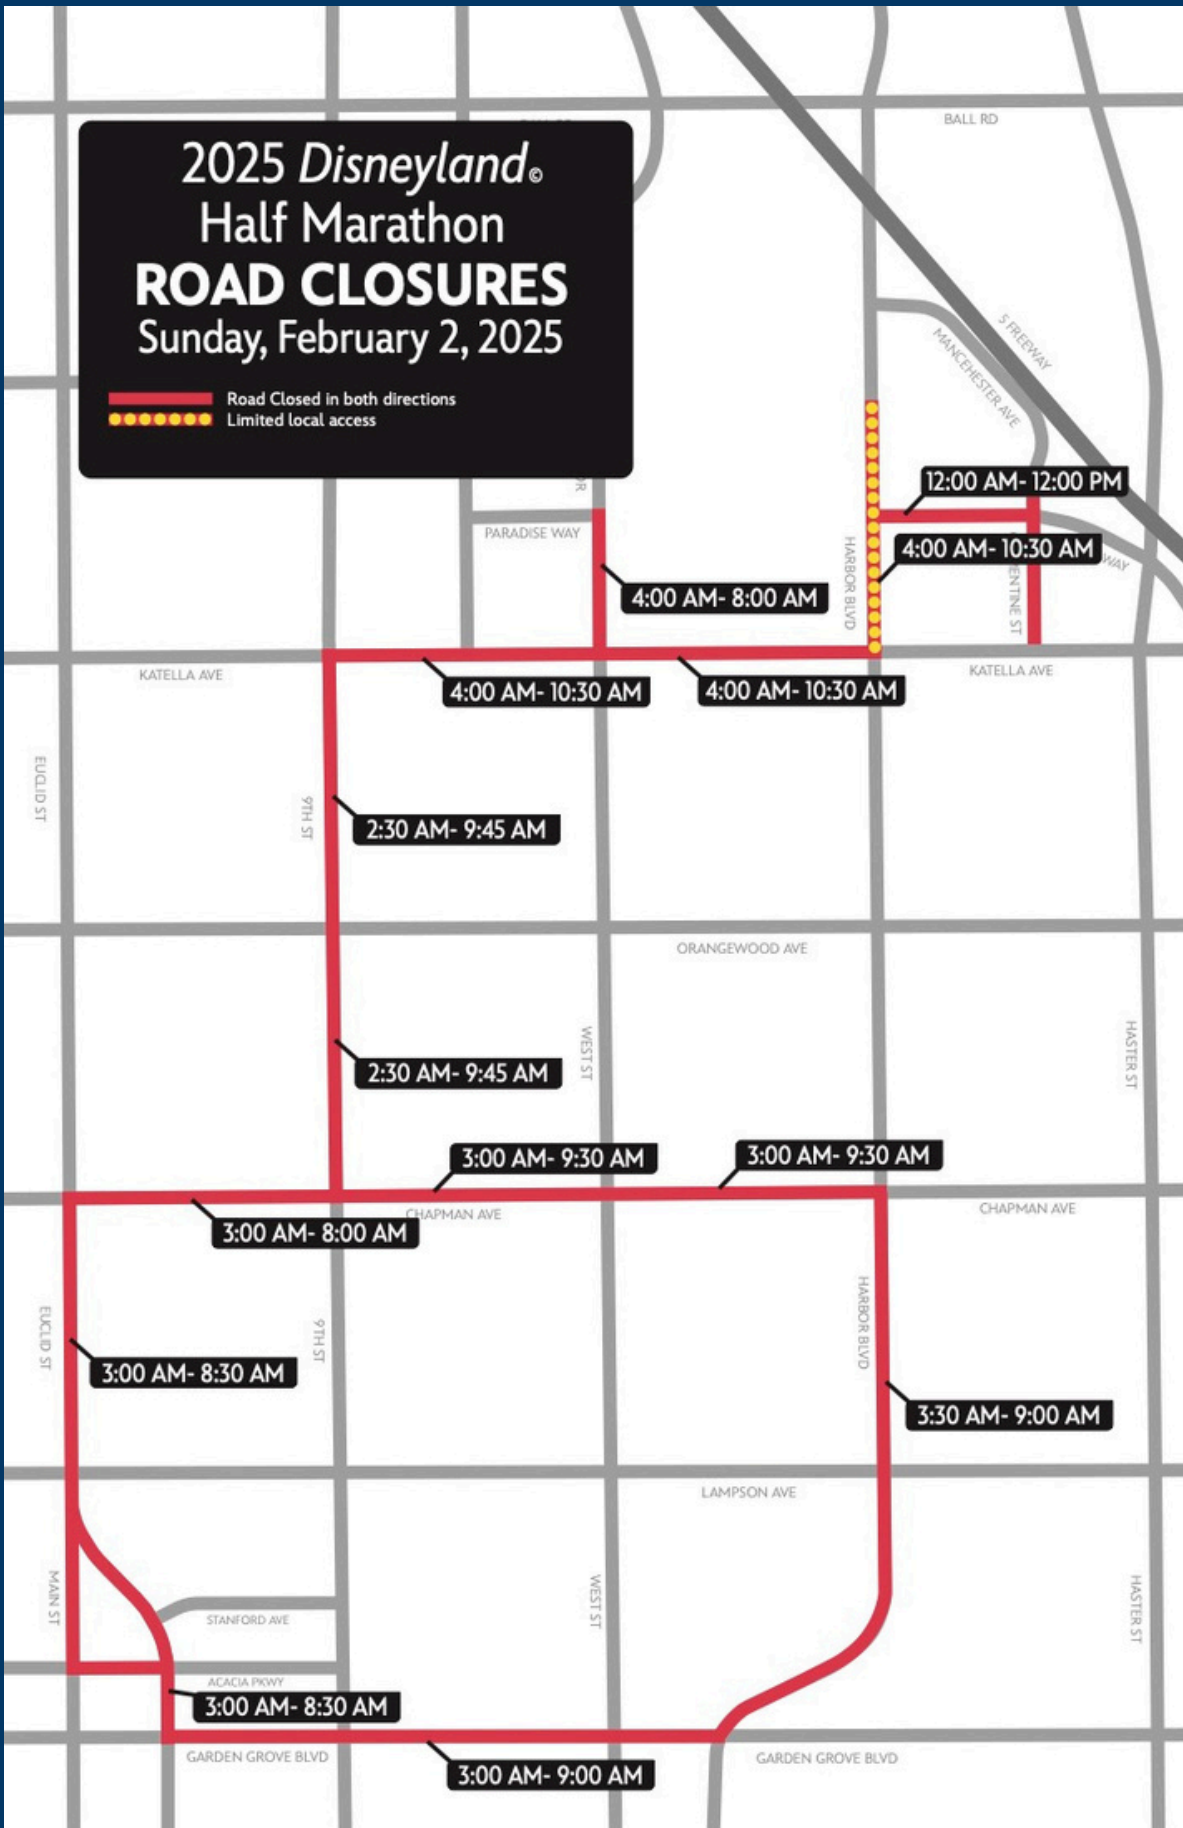 BALL RD
2025 Disneyland©
Half Marathon
ROAD CLOSURES
Sunday, February 2, 2025
Road Closed in both directions
Limited local access
S FREEWAY
MANCEHESTER AVE
12:00 AM- 12:00 PM
DR
PARADISE WAY
HARBOR BLVD
4:00 AM- 10:30 AM
WAY
ENTINE ST
4:00 AM- 8:00 AM
KATELLA AVE
KATELLA AVE
4:00 AM- 10:30 AM
4:00 AM- 10:30 AM
EUCLID ST
9TH ST
2:30 AM- 9:45 AM
ORANGEWOOD AVE
WEST ST
HASTER ST
2:30 AM- 9:45 AM
3:00 AM- 9:30 AM
3:00 AM- 9:30 AM
CHAPMAN AVE
CHAPMAN AVE
3:00 AM- 8:00 AM
EUCLID ST
9TH ST
HARBOR BLVD
3:00 AM- 8:30 AM
3:30 AM- 9:00 AM
LAMPSON AVE
MAIN ST
WEST ST
HASTER ST
STANFORD AVE
ACACIA PKWY
3:00 AM- 8:30 AM
GARDEN GROVE BLVD
GARDEN GROVE BLVD
3:00 AM- 9:00 AM